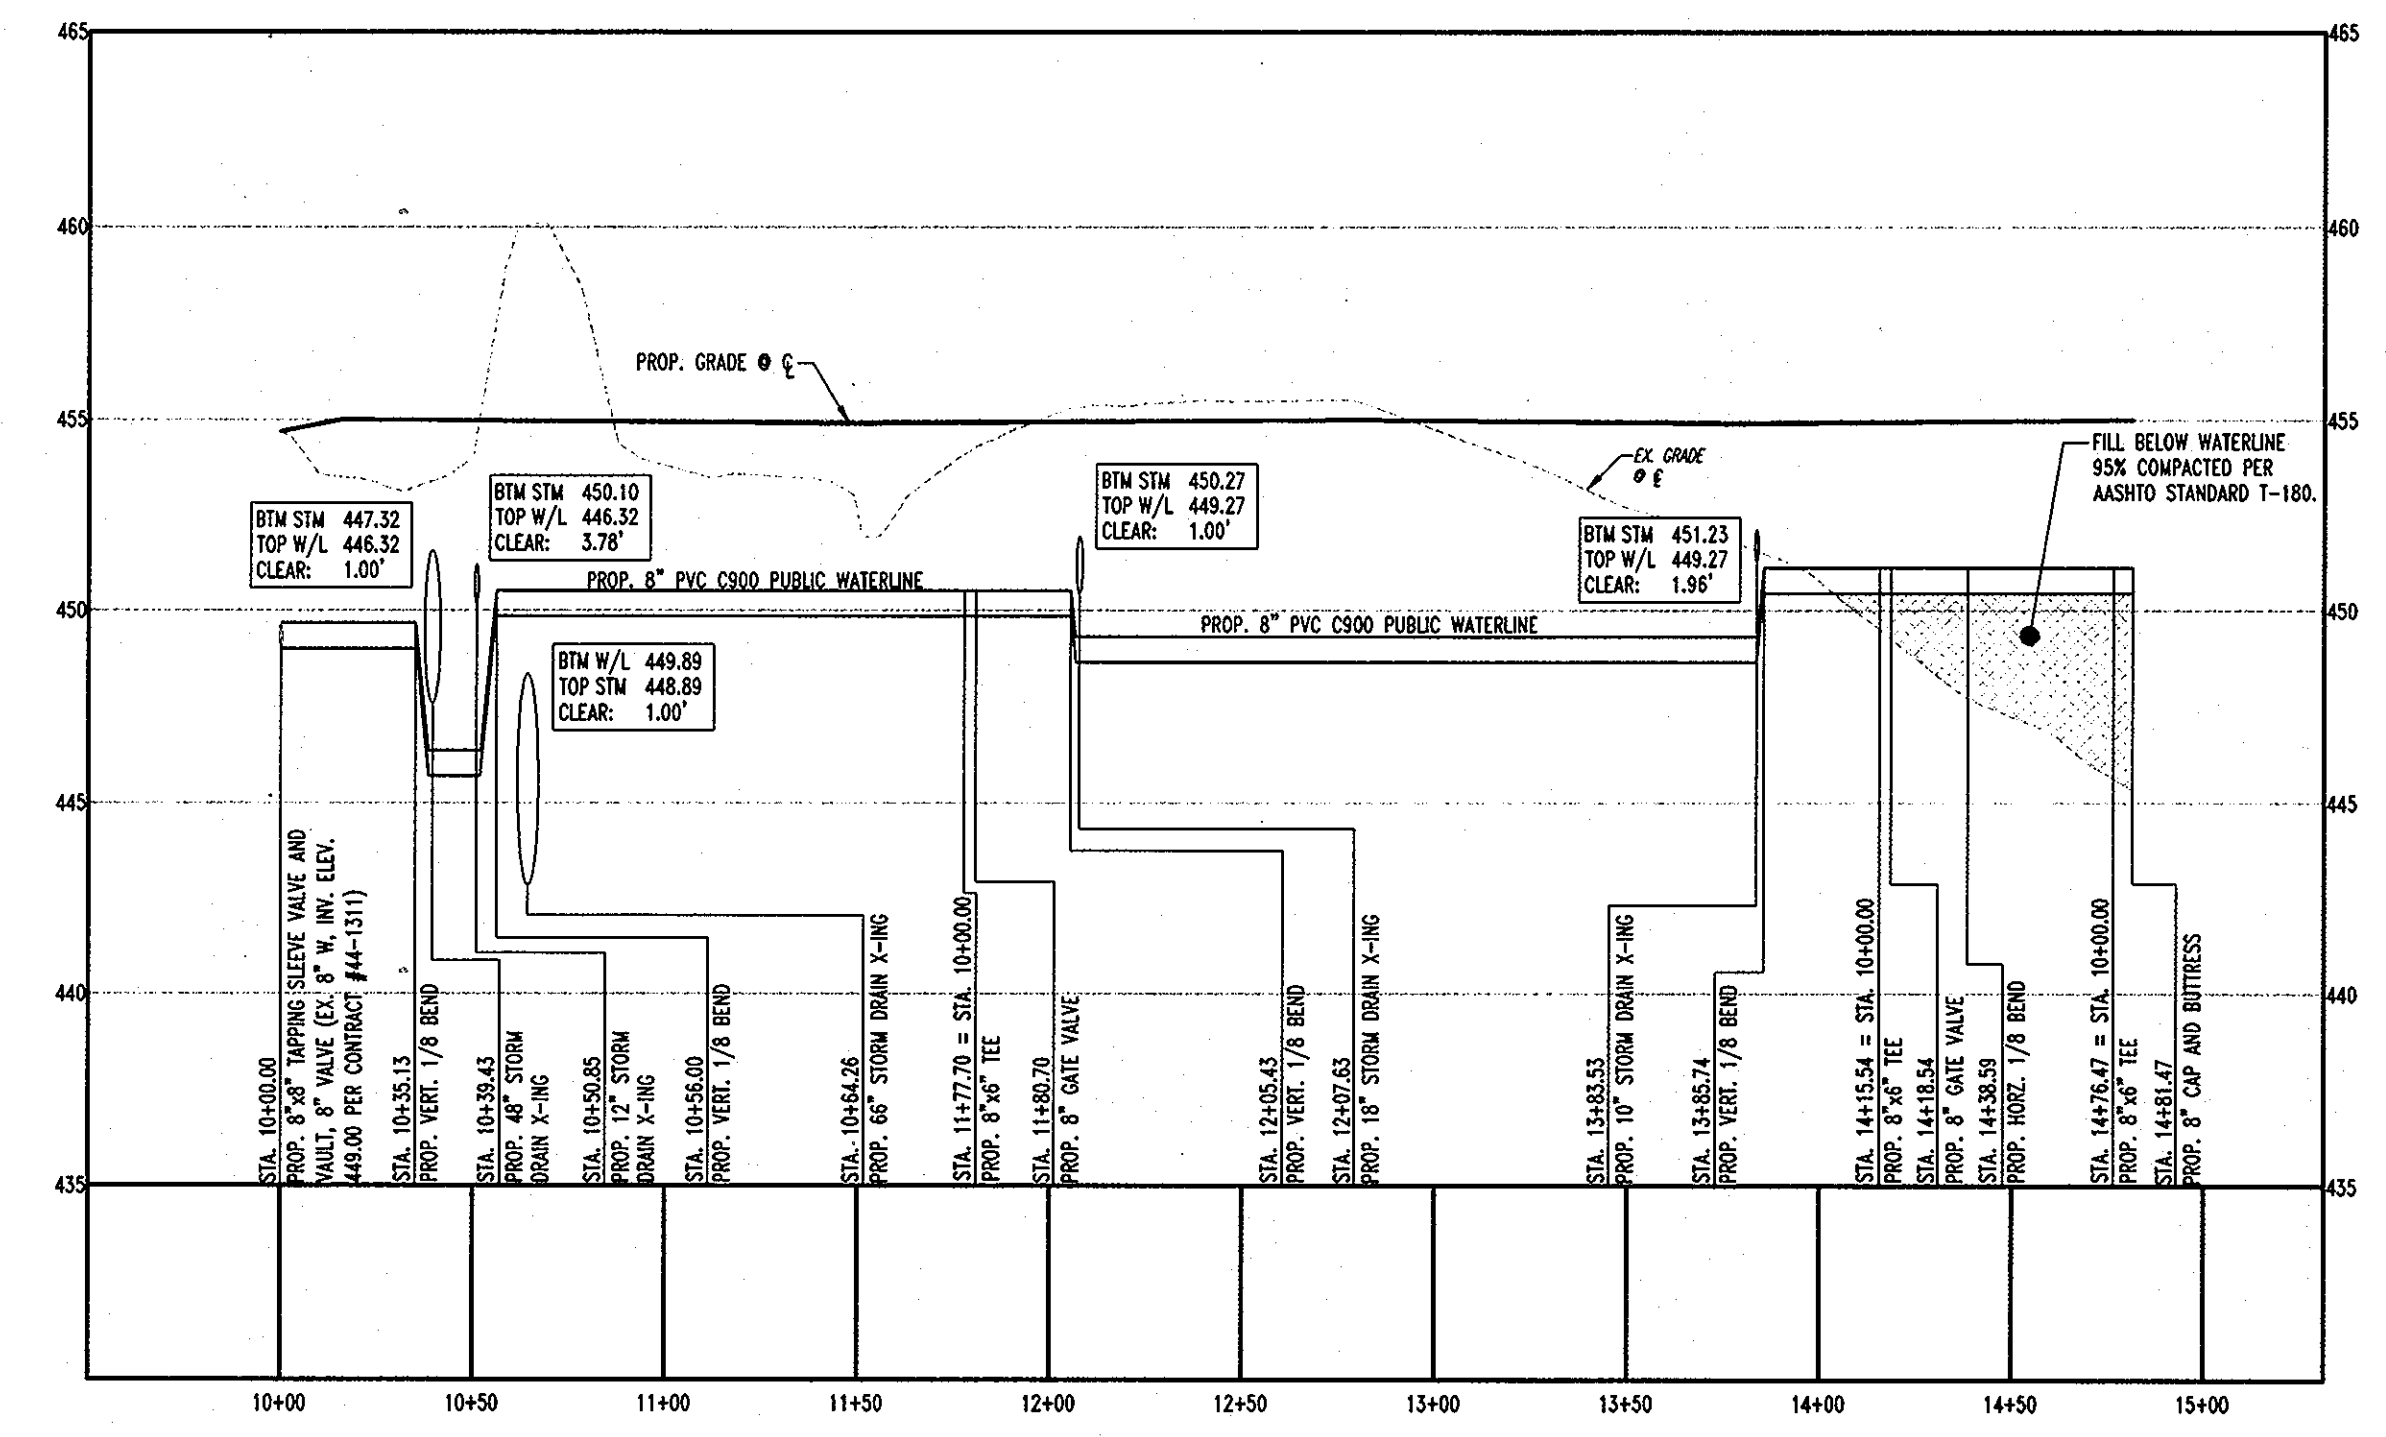 465
465
460
460
PROP. GRADE @ ℄
455
455
EX. GRADE
@ ℄
FILL BELOW WATERLINE
95% COMPACTED PER
AASHTO STANDARD T-180.
BTM STM 447.32
TOP W/L 446.32
CLEAR: 1.00'
BTM STM 450.10
TOP W/L 446.32
CLEAR: 3.78'
BTM STM 450.27
TOP W/L 449.27
CLEAR: 1.00'
BTM STM 451.23
TOP W/L 449.27
CLEAR: 1.96'
PROP. 8" PVC C900 PUBLIC WATERLINE
450
450
PROP. 8" PVC C900 PUBLIC WATERLINE
BTM W/L 449.89
TOP STM 448.89
CLEAR: 1.00'
445
445
440
440
STA. 10+00.00
PROP. 8"x8" TAPPING SLEEVE VALVE AND
VAULT, 8" VALVE (EX. 8" W, INV. ELEV.
449.00 PER CONTRACT #44-1311)
STA. 10+35.13
PROP. VERT. 1/8 BEND
STA. 10+39.43
PROP. 48" STORM
DRAIN X-ING
STA. 10+50.85
PROP. 12" STORM
DRAIN X-ING
STA. 10+56.00
PROP. VERT. 1/8 BEND
STA. 10+64.26
PROP. 66" STORM DRAIN X-ING
STA. 11+77.70 = STA. 10+00.00
PROP. 8"x6" TEE
STA. 11+80.70
PROP. 8" GATE VALVE
STA. 12+05.43
PROP. VERT. 1/8 BEND
STA. 12+07.63
PROP. 18" STORM DRAIN X-ING
STA. 13+83.53
PROP. 10" STORM DRAIN X-ING
STA. 13+85.74
PROP. VERT. 1/8 BEND
STA. 14+15.54 = STA. 10+00.00
PROP. 8"x6" TEE
STA. 14+18.54
PROP. 8" GATE VALVE
STA. 14+38.59
PROP. HORZ. 1/8 BEND
STA. 14+76.47 = STA. 10+00.00
PROP. 8"x6" TEE
STA. 14+81.47
PROP. 8" CAP AND BUTTRESS
435
435
10+00
10+50
11+00
11+50
12+00
12+50
13+00
13+50
14+00
14+50
15+00